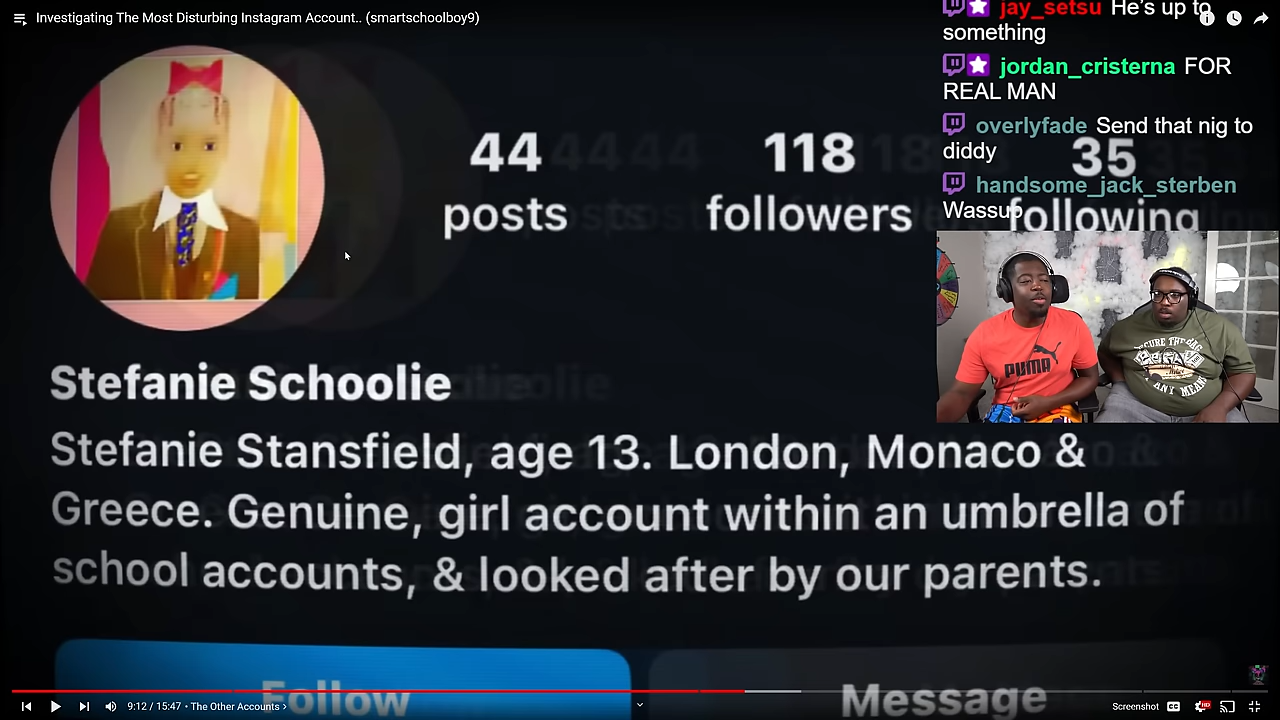 Investigating The Most Disturbing Instagram Account.. (smartschoolboy9)
jay_setsu He's up to
something
jordan_cristerna FOR
REAL MAN
overlyfade Send that nig to
diddy
handsome_jack_sterben
Wassup
44
posts
118
followers
35
following
PUMA
Stefanie Schoolie
Stefanie Stansfield, age 13. London, Monaco &
Greece. Genuine, girl account within an umbrella of
school accounts, & looked after by our parents.
Follow
Message
9:12 / 15:47 • The Other Accounts >
Screenshot
CC
HD